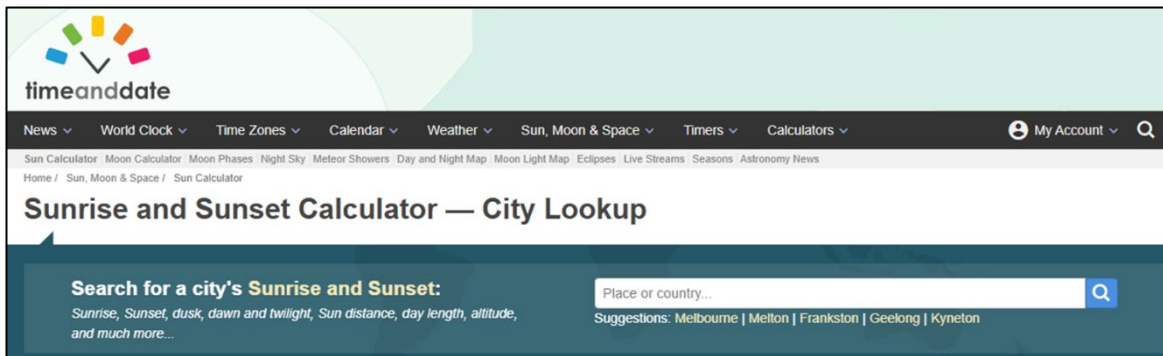 timeanddate
News World Clock Time Zones Calendar Weather Sun, Moon & Space Timers Calculators My Account
Sun Calculator Moon Calculator Moon Phases Night Sky Meteor Showers Day and Night Map Moon Light Map Eclipses Live Streams Seasons Astronomy News
Home / Sun, Moon & Space / Sun Calculator
Sunrise and Sunset Calculator — City Lookup
Search for a city's Sunrise and Sunset:
Sunrise, Sunset, dusk, dawn and twilight, Sun distance, day length, altitude,
and much more...
Place or country...
Suggestions: Melbourne | Melton | Frankston | Geelong | Kyneton